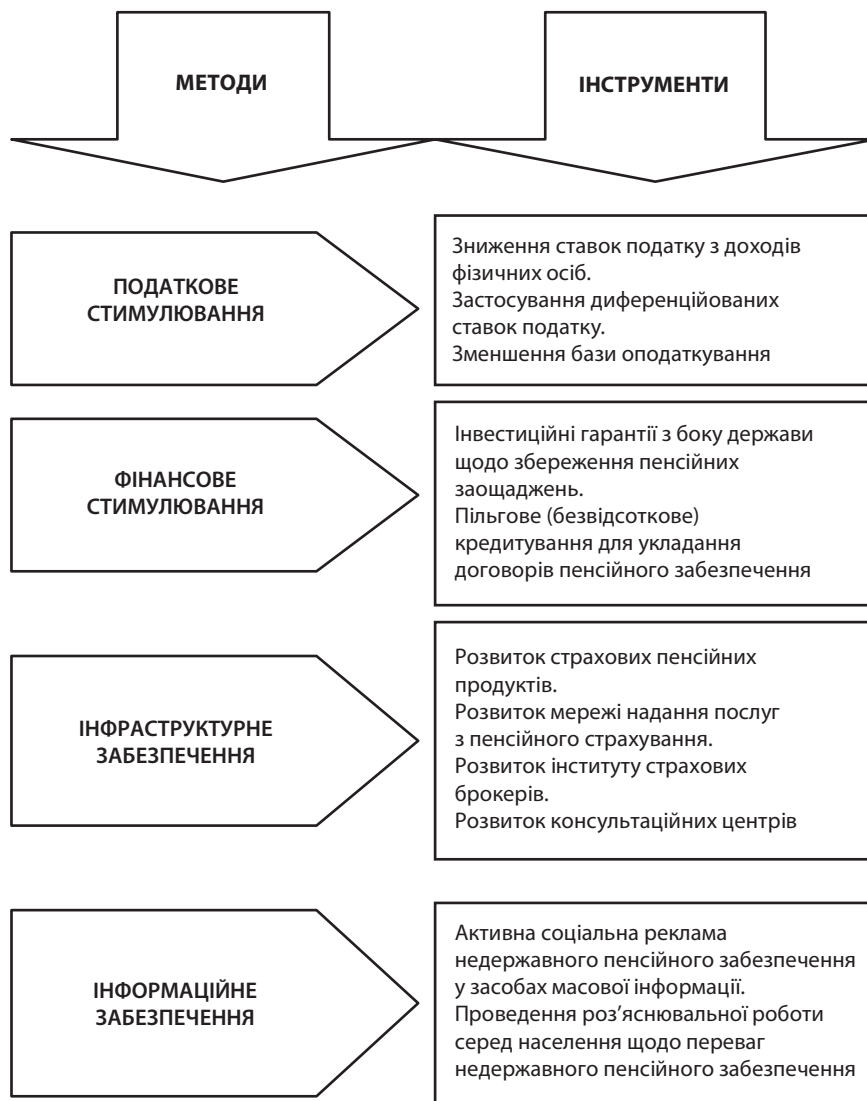 МЕТОДИ
ІНСТРУМЕНТИ
ПОДАТКОВЕ
СТИМУЛЮВАННЯ
Зниження ставок податку з доходів
фізичних осіб.
Застосування диференційованих
ставок податку.
Зменшення бази оподаткування
ФІНАНСОВЕ
СТИМУЛЮВАННЯ
Інвестиційні гарантії з боку держави
щодо збереження пенсійних
заощаджень.
Пільгове (безвідсоткове)
кредитування для укладання
договорів пенсійного забезпечення
ІНФРАСТРУКТУРНЕ
ЗАБЕЗПЕЧЕННЯ
Розвиток страхових пенсійних
продуктів.
Розвиток мережі надання послуг
з пенсійного страхування.
Розвиток інституту страхових
брокерів.
Розвиток консультаційних центрів
ІНФОРМАЦІЙНЕ
ЗАБЕЗПЕЧЕННЯ
Активна соціальна реклама
недержавного пенсійного забезпечення
у засобах масової інформації.
Проведення роз’яснювальної роботи
серед населення щодо переваг
недержавного пенсійного забезпечення